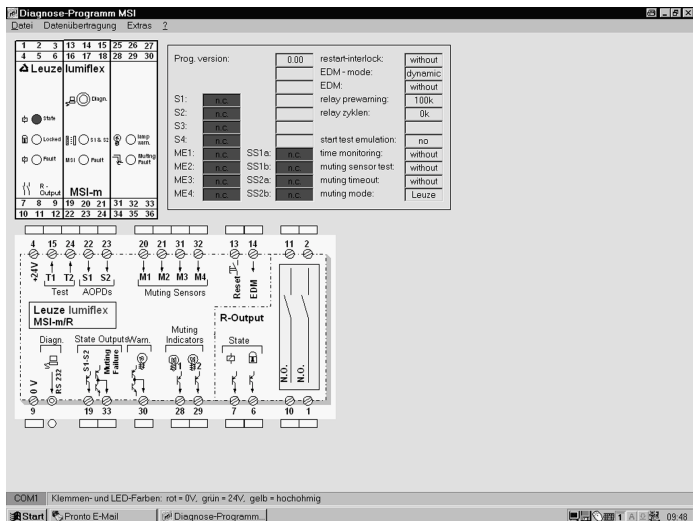 Diagnose-Programm MSI
Datei Datenübertragung Extras ?
1 2 3 13 14 15 25 26 27
4 5 6 16 17 18 28 29 30
Leuze lumiflex
Diagn.
State
Locked
S1 & S2
lamp warn.
Fault
MSI Fault
Muting Fault
R - Output
MSI-m
7 8 9 19 20 21 31 32 33
10 11 12 22 23 24 34 35 36
Prog. version: 0.00 restart-interlock: without
EDM - mode: dynamic
EDM: without
S1: n.c. relay prewarning: 100k
S2: n.c. relay zyklen: 0k
S3: n.c.
S4: n.c. start test emulation: no
ME1: n.c. SS1a: n.c. time monitoring: without
ME2: n.c. SS1b: n.c. muting sensor test: without
ME3: n.c. SS2a: n.c. muting timeout: without
ME4: n.c. SS2b: n.c. muting mode: Leuze
4 15 24 22 23 20 21 31 32 13 14 11 2
+24V
T1 T2 S1 S2 M1 M2 M3 M4
Reset
EDM
Test AOPDs Muting Sensors
Leuze lumiflex
MSI-m/R
R-Output
Diagn. State Outputs Warn. Muting Indicators State
S1-S2
Muting Failure
1 2
N.O.
N.O.
0 V
RS 232
9 19 33 30 28 29 7 6 10 1
COM1 Klemmen- und LED-Farben: rot = 0V, grün = 24V, gelb = hochohmig
Start Pronto E-Mail Diagnose-Programm... 1 A 09:48